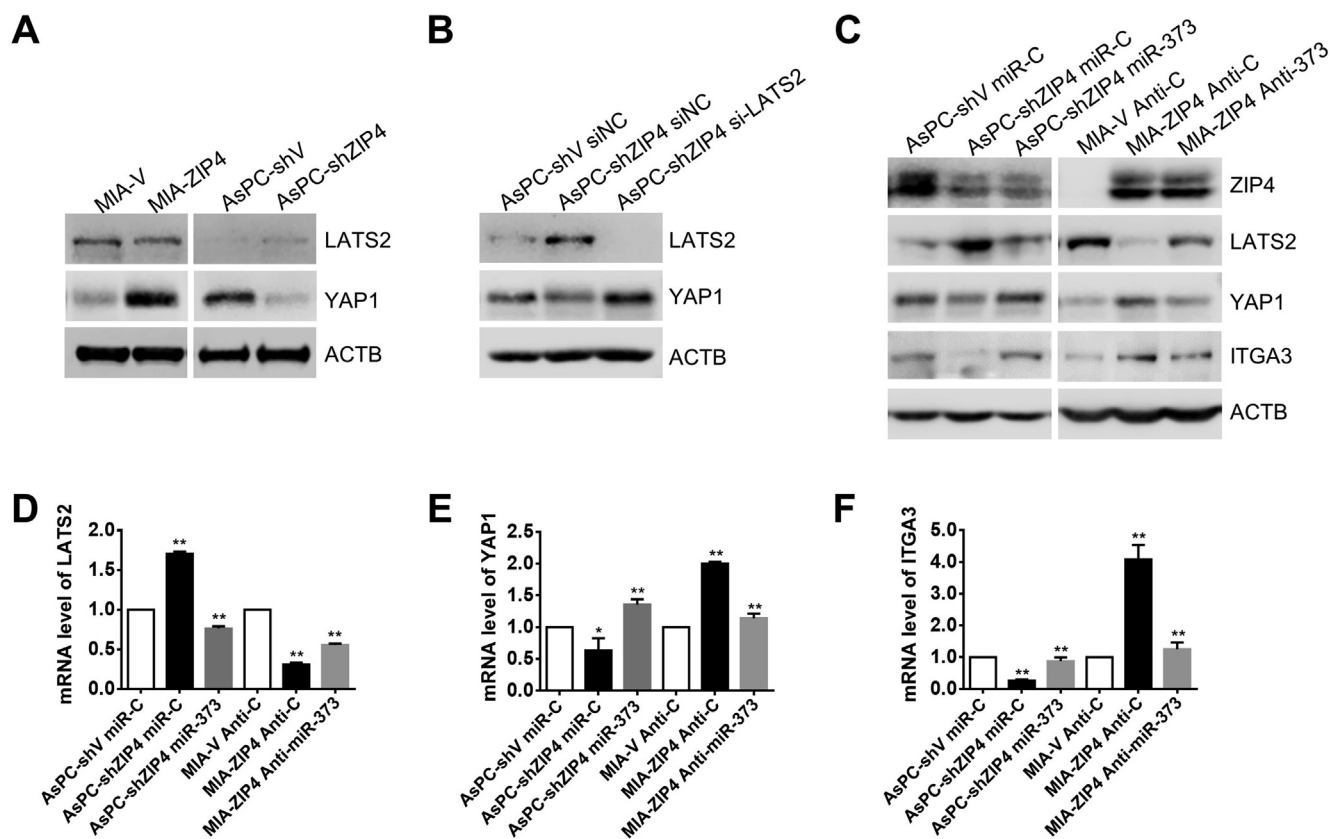 A
MIA-V
MIA-ZIP4
AsPC-shV
AsPC-shZIP4
LATS2
YAP1
ACTB
B
AsPC-shV siNC
AsPC-shZIP4 siNC
AsPC-shZIP4 si-LATS2
LATS2
YAP1
ACTB
C
AsPC-shV miR-C
AsPC-shZIP4 miR-C
AsPC-shZIP4 miR-373
MIA-V Anti-C
MIA-ZIP4 Anti-C
MIA-ZIP4 Anti-373
ZIP4
LATS2
YAP1
ITGA3
ACTB
D
mRNA level of LATS2
2.0
1.5
1.0
0.5
0.0
**
**
**
**
AsPC-shV miR-C
AsPC-shZIP4 miR-C
AsPC-shZIP4 miR-373
MIA-V Anti-C
MIA-ZIP4 Anti-C
MIA-ZIP4 Anti-miR-373
E
mRNA level of YAP1
2.5
2.0
1.5
1.0
0.5
0.0
*
**
**
**
AsPC-shV miR-C
AsPC-shZIP4 miR-C
AsPC-shZIP4 miR-373
MIA-V Anti-C
MIA-ZIP4 Anti-C
MIA-ZIP4 Anti-miR-373
F
mRNA level of ITGA3
5.0
4.0
3.0
2.0
1.0
0.0
**
**
**
**
AsPC-shV miR-C
AsPC-shZIP4 miR-C
AsPC-shZIP4 miR-373
MIA-V Anti-C
MIA-ZIP4 Anti-C
MIA-ZIP4 Anti-miR-373